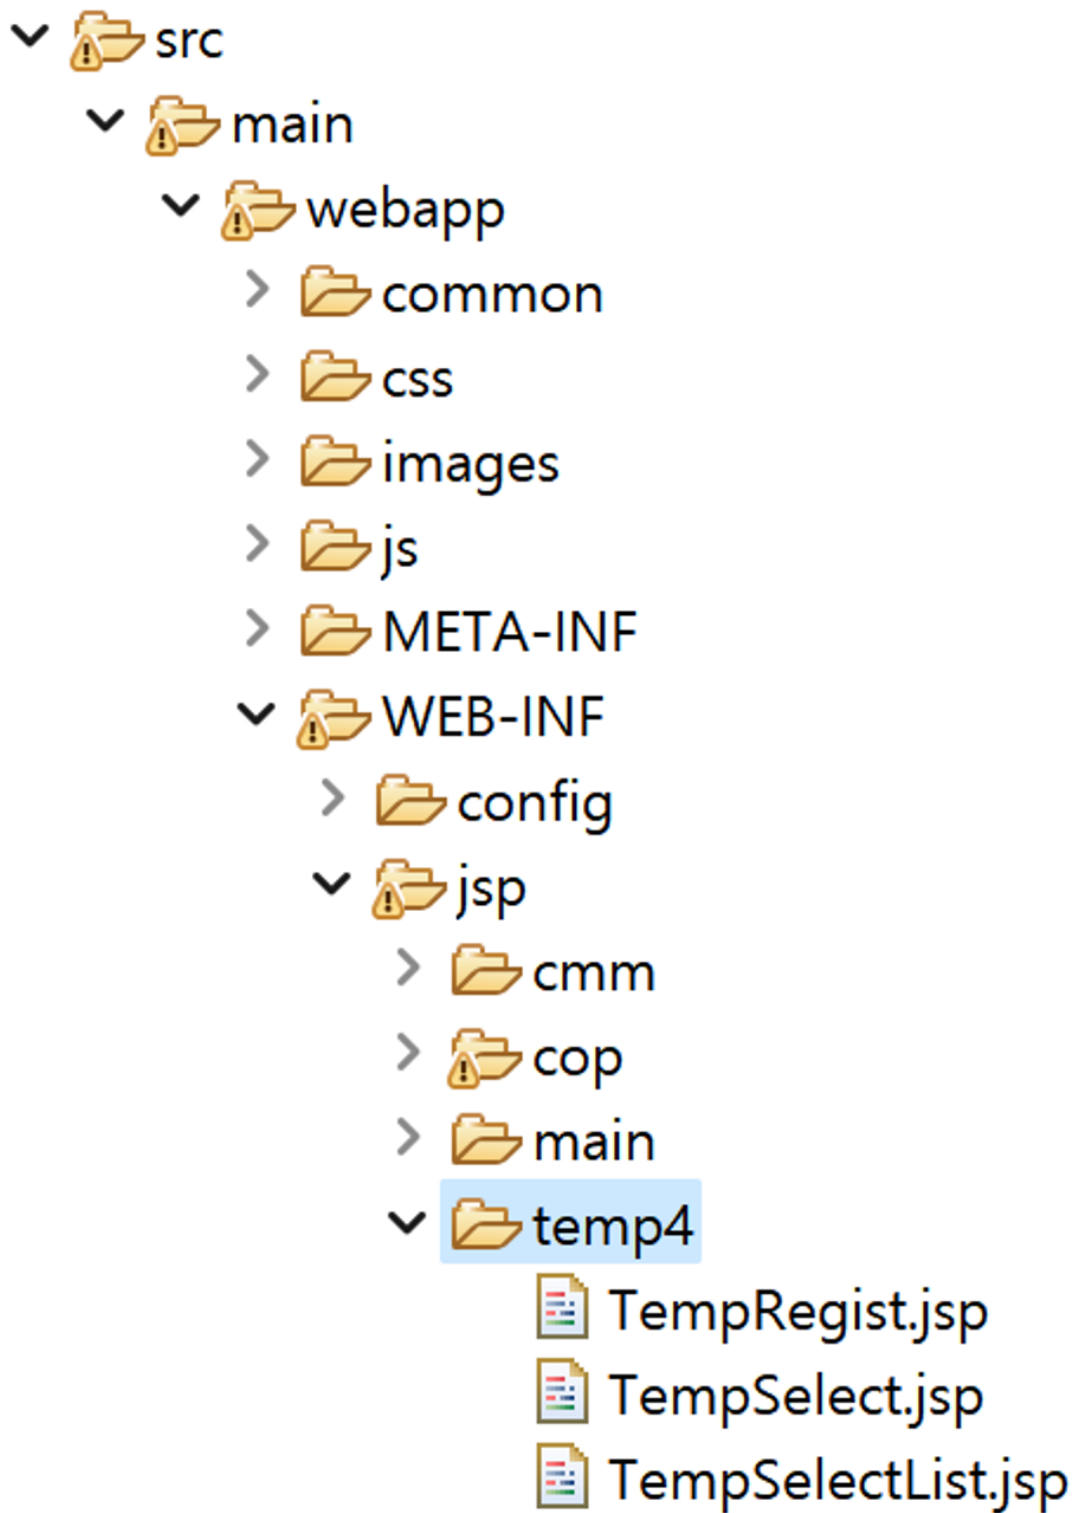 src
main
webapp
common
css
images
js
META-INF
WEB-INF
config
jsp
cmm
cop
main
temp4
TempRegist.jsp
TempSelect.jsp
TempSelectList.jsp